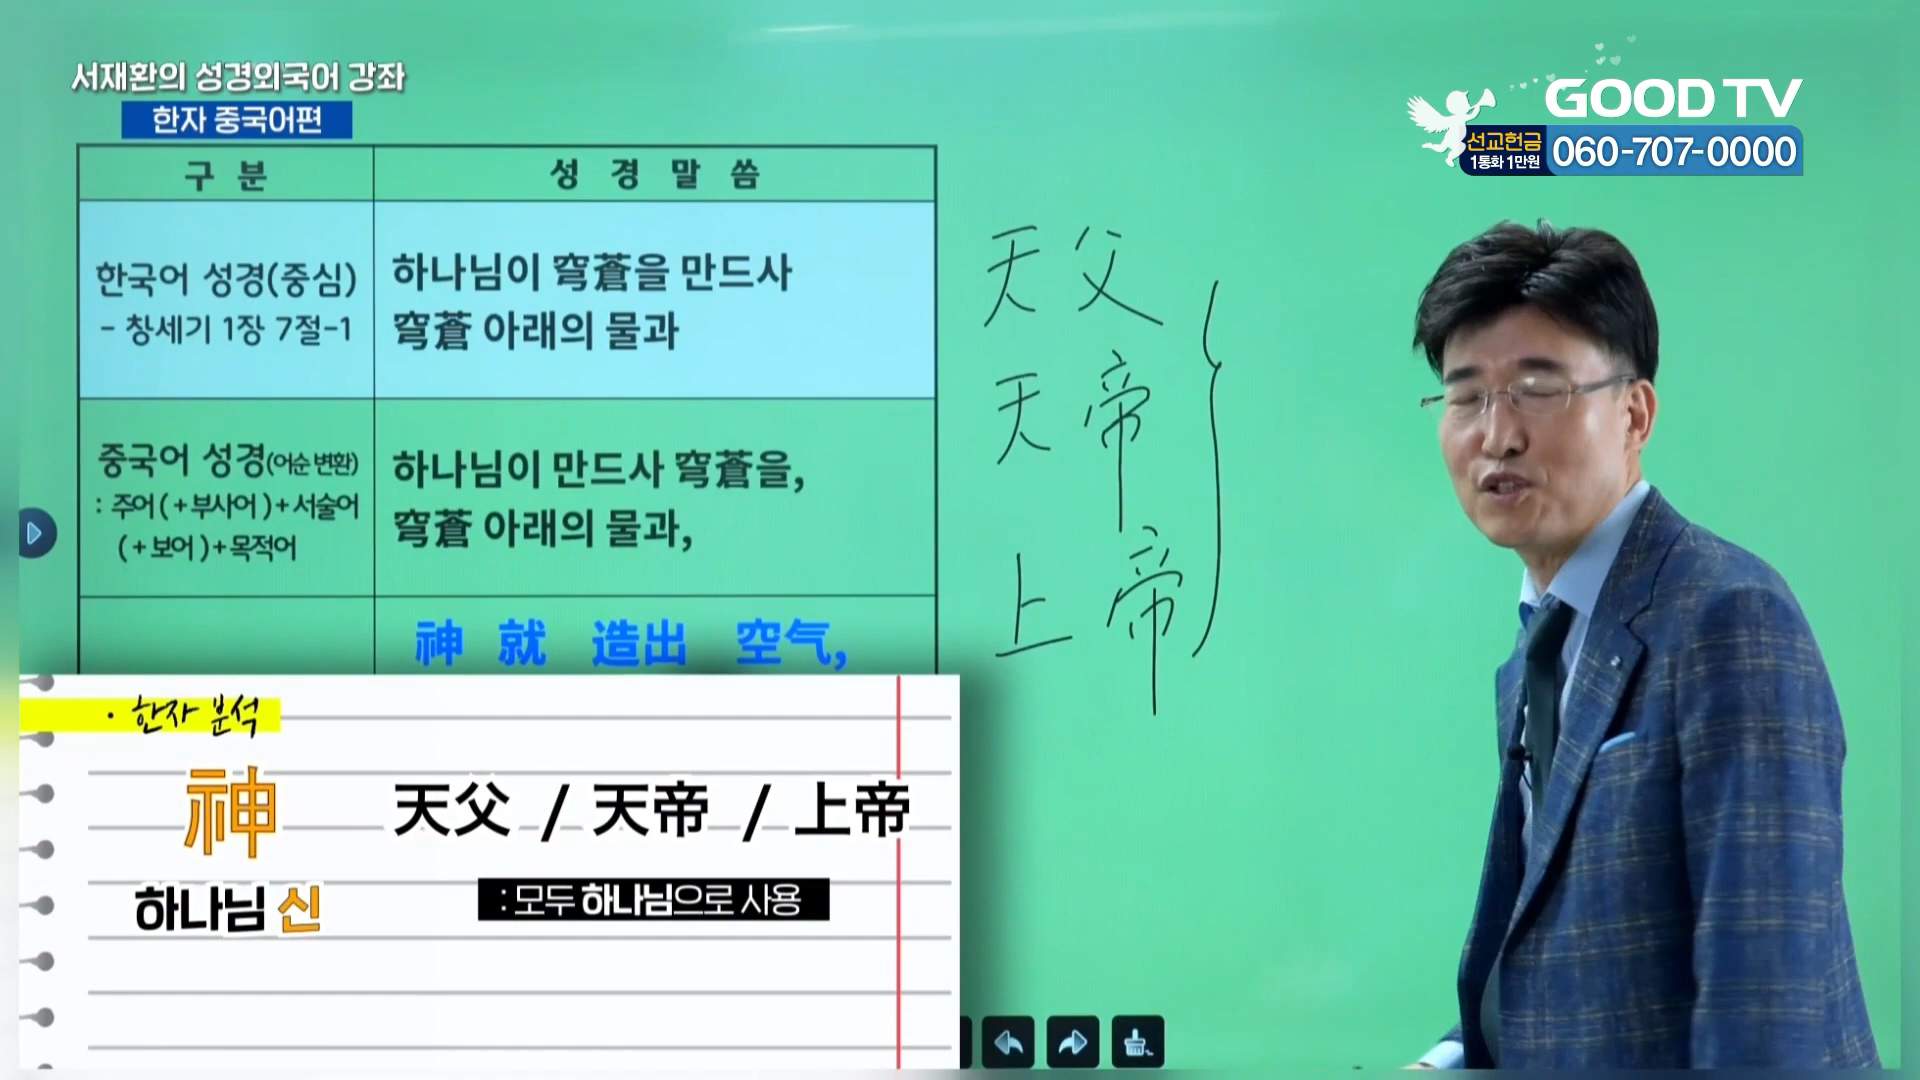 서재환의 성경외국어 강좌
한자 중국어편
GOOD TV
선교헌금
1통화 1만원
060-707-0000
구 분
성 경 말 씀
한국어 성경(중심)
- 창세기 1장 7절-1
하나님이 穹蒼을 만드사
穹蒼 아래의 물과
중국어 성경(어순 변환)
: 주어 ( + 부사어 ) + 서술어
( + 보어 ) + 목적어
하나님이 만드사 穹蒼을,
穹蒼 아래의 물과,
神 就 造出 空气,
天父
天帝
上帝
· 한자 분석
神
하나님 신
天父 / 天帝 / 上帝
: 모두 하나님으로 사용